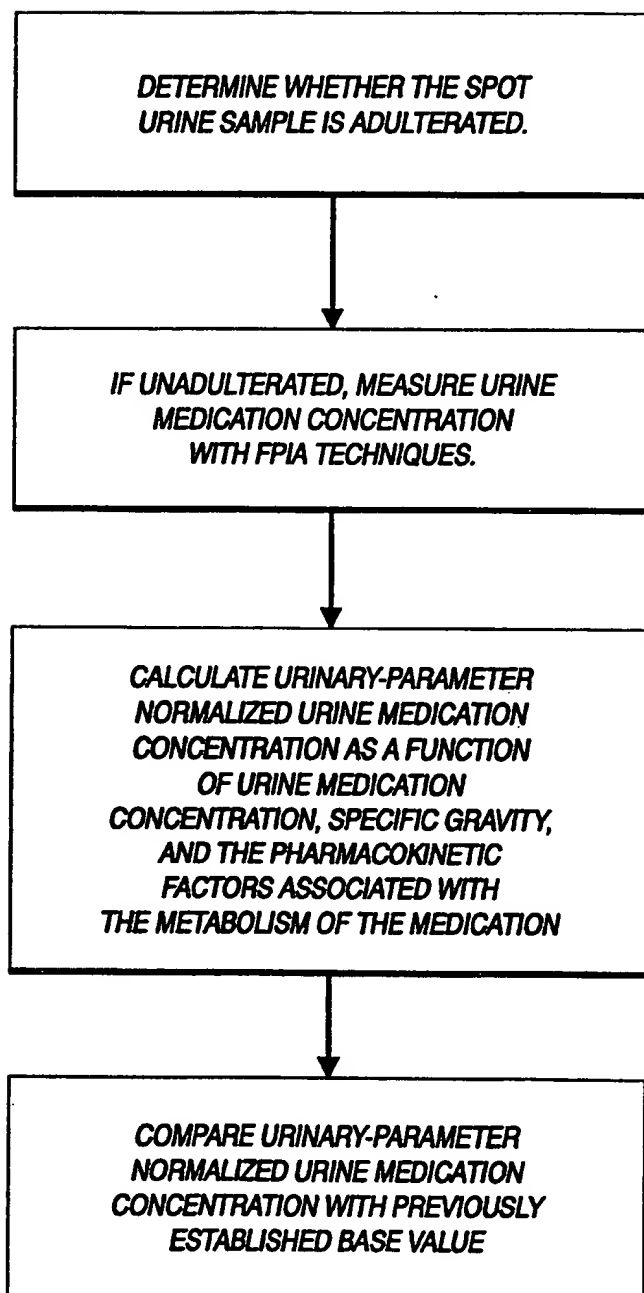 DETERMINE WHETHER THE SPOT
URINE SAMPLE IS ADULTERATED.
IF UNADULTERATED, MEASURE URINE
MEDICATION CONCENTRATION
WITH FPIA TECHNIQUES.
CALCULATE URINARY-PARAMETER
NORMALIZED URINE MEDICATION
CONCENTRATION AS A FUNCTION
OF URINE MEDICATION
CONCENTRATION, SPECIFIC GRAVITY,
AND THE PHARMACOKINETIC
FACTORS ASSOCIATED WITH
THE METABOLISM OF THE MEDICATION
COMPARE URINARY-PARAMETER
NORMALIZED URINE MEDICATION
CONCENTRATION WITH PREVIOUSLY
ESTABLISHED BASE VALUE